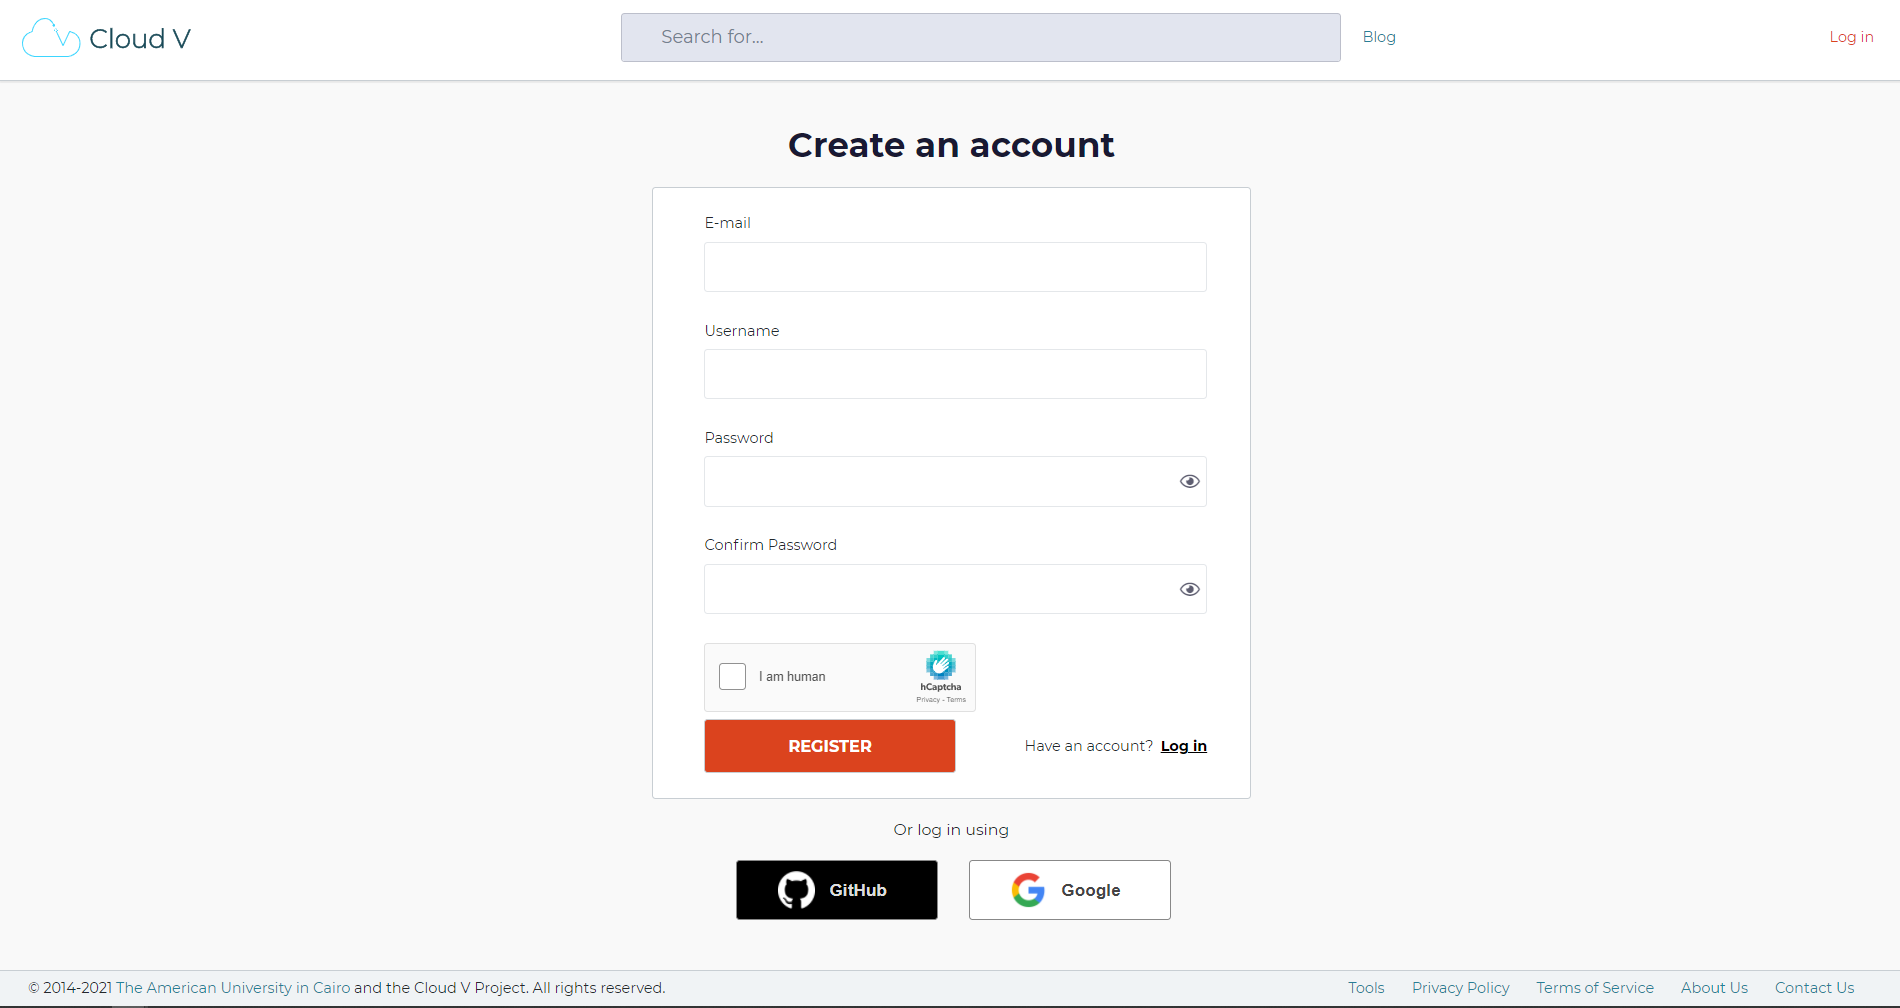 Cloud V
Search for...
Blog
Log in
Create an account
E-mail
Username
Password
Confirm Password
I am human
hCaptcha
Privacy - Terms
REGISTER
Have an account? Log in
Or log in using
GitHub
Google
© 2014-2021 The American University in Cairo and the Cloud V Project. All rights reserved.
Tools
Privacy Policy
Terms of Service
About Us
Contact Us